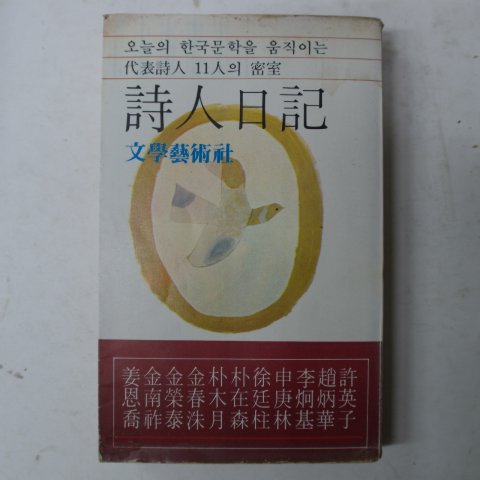 오늘의 한국문학을 움직이는
代表詩人 11人의 密室
詩人日記
文學藝術社
姜恩喬
金南祚
金榮泰
金春洙
朴木月
朴在森
徐廷柱
申庚林
李炯基
趙炳華
許英子